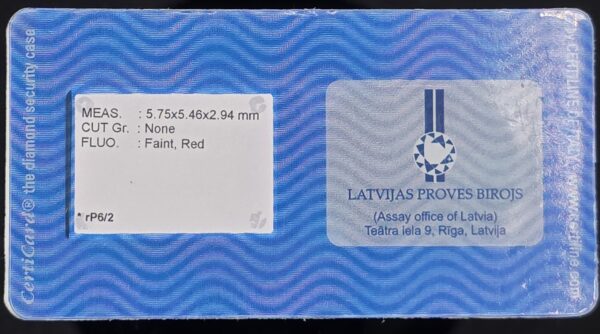 CertiCard® the diamond security case
MEAS. : 5.75x5.46x2.94 mm
CUT Gr. : None
FLUO. : Faint, Red
* rP6/2
LATVIJAS PROVES BIROJS
(Assay office of Latvia)
Teātra iela 9, Rīga, Latvija